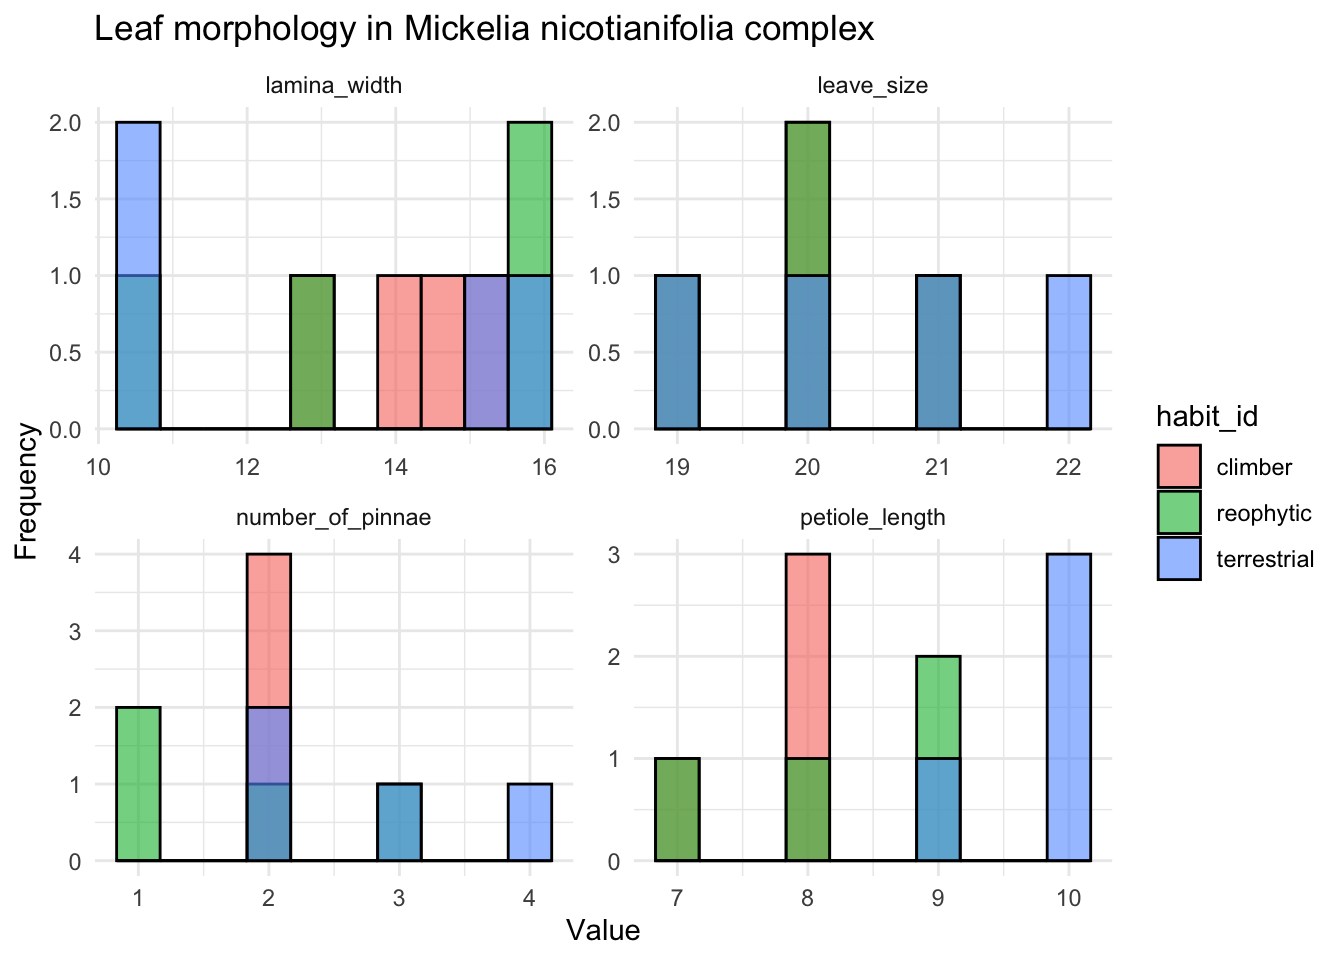 Leaf morphology in Mickelia nicotianifolia complex
lamina_width
leave_size
2.0
1.5
1.0
0.5
0.0
10 12 14 16
2.0
1.5
1.0
0.5
0.0
19 20 21 22
number_of_pinnae
petiole_length
4
3
2
1
0
1 2 3 4
3
2
1
0
7 8 9 10
Frequency
Value
habit_id
climber
reophytic
terrestrial